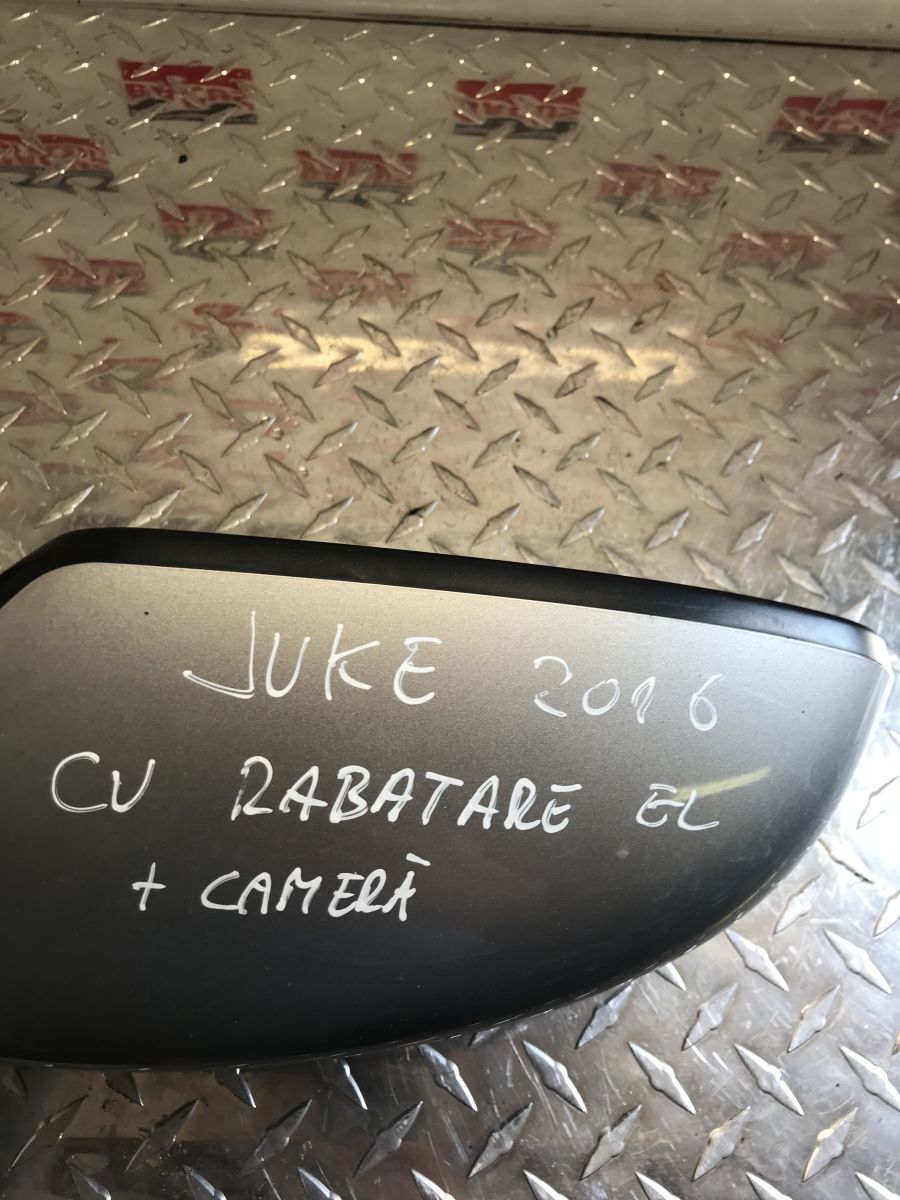 JUKE 2016
CU RABATARE EL
+ CAMERĂ